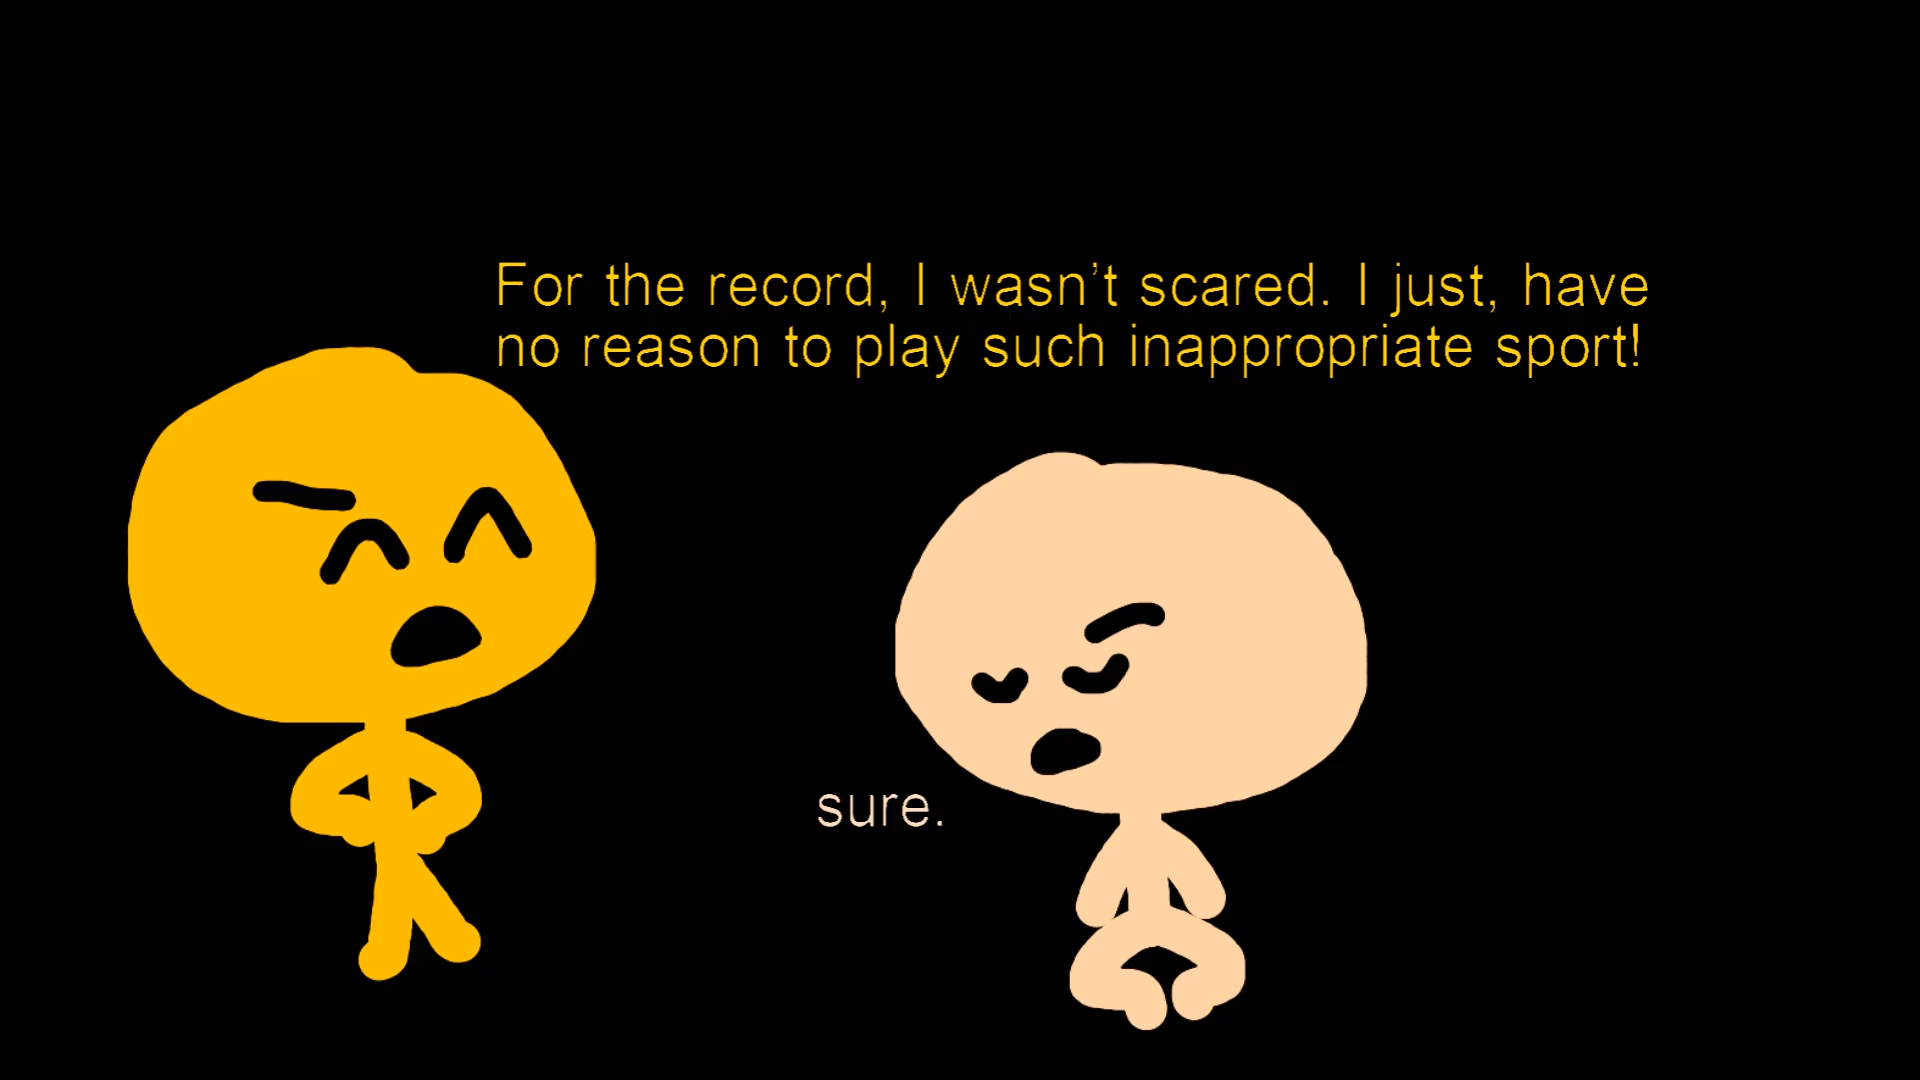 For the record, I wasn’t scared. I just, have
no reason to play such inappropriate sport!
sure.